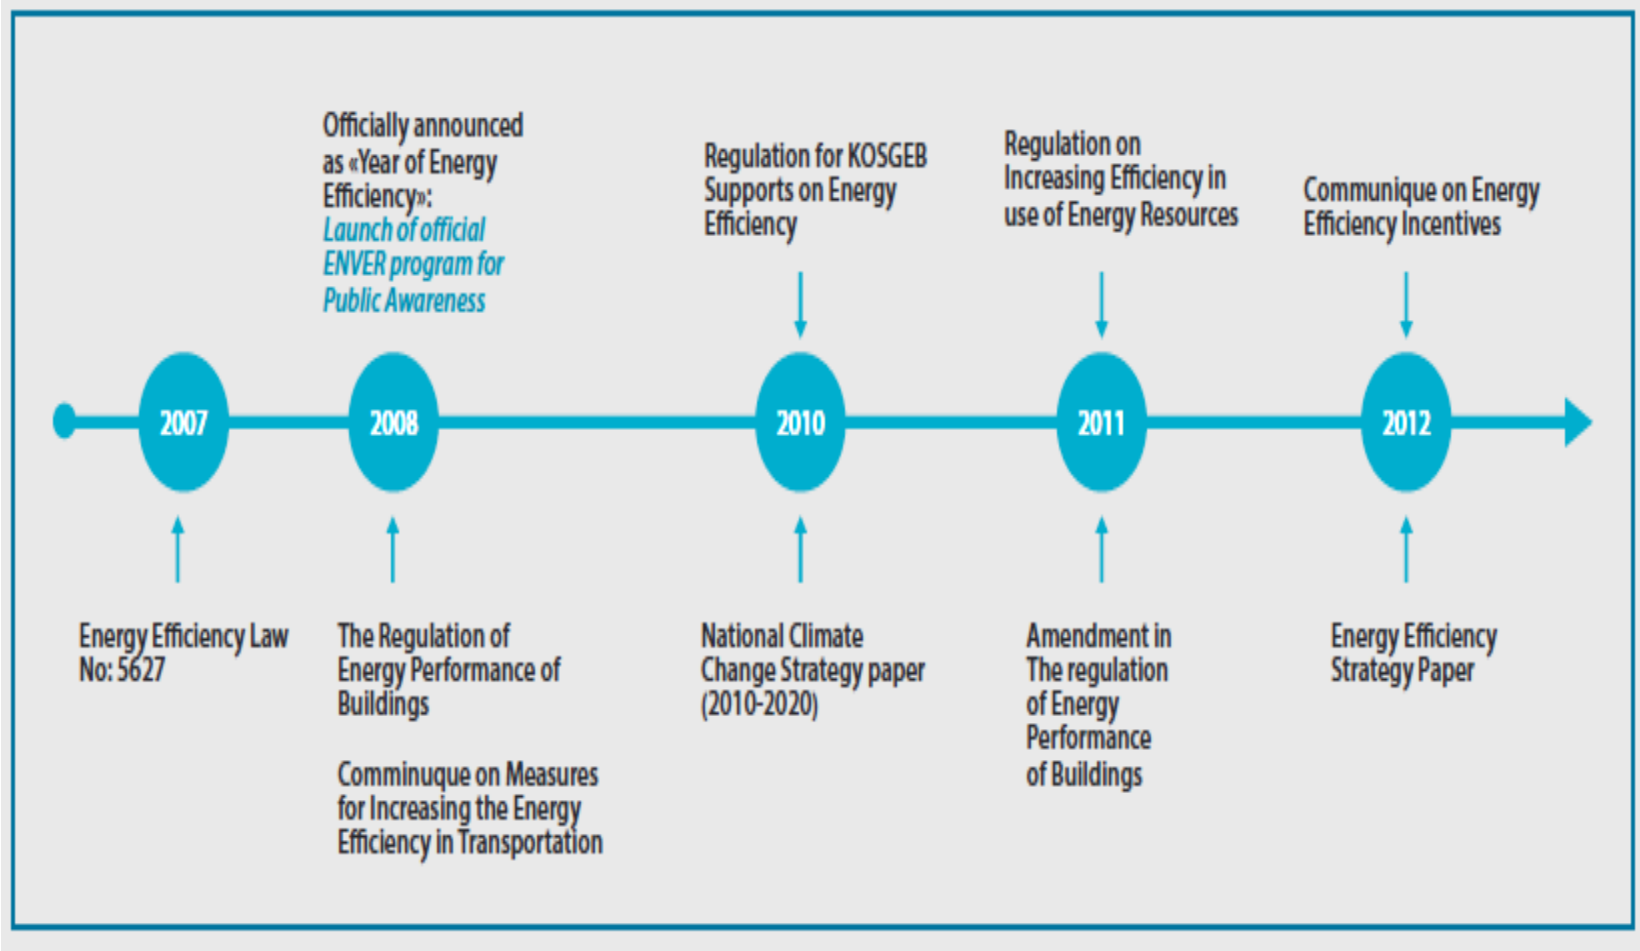 Officially announced
as «Year of Energy
Efficiency»:
Launch of official
ENVER program for
Public Awareness
Regulation for KOSGEB
Supports on Energy
Efficiency
Regulation on
Increasing Efficiency in
use of Energy Resources
Communique on Energy
Efficiency Incentives
2007
2008
2010
2011
2012
Energy Efficiency Law
No: 5627
The Regulation of
Energy Performance of
Buildings
Comminuque on Measures
for Increasing the Energy
Efficiency in Transportation
National Climate
Change Strategy paper
(2010-2020)
Amendment in
The regulation
of Energy
Performance
of Buildings
Energy Efficiency
Strategy Paper